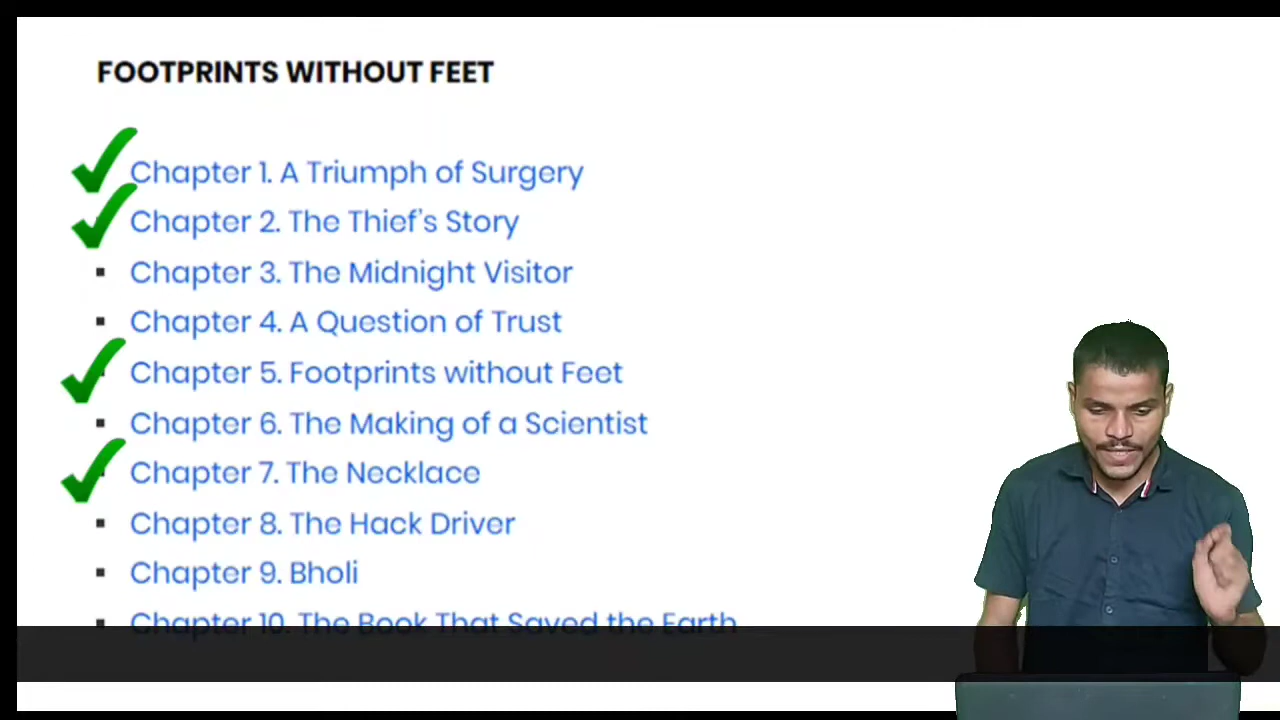 FOOTPRINTS WITHOUT FEET
Chapter 1. A Triumph of Surgery
Chapter 2. The Thief's Story
Chapter 3. The Midnight Visitor
Chapter 4. A Question of Trust
Chapter 5. Footprints without Feet
Chapter 6. The Making of a Scientist
Chapter 7. The Necklace
Chapter 8. The Hack Driver
Chapter 9. Bholi
Chapter 10. The Book That Saved the Earth